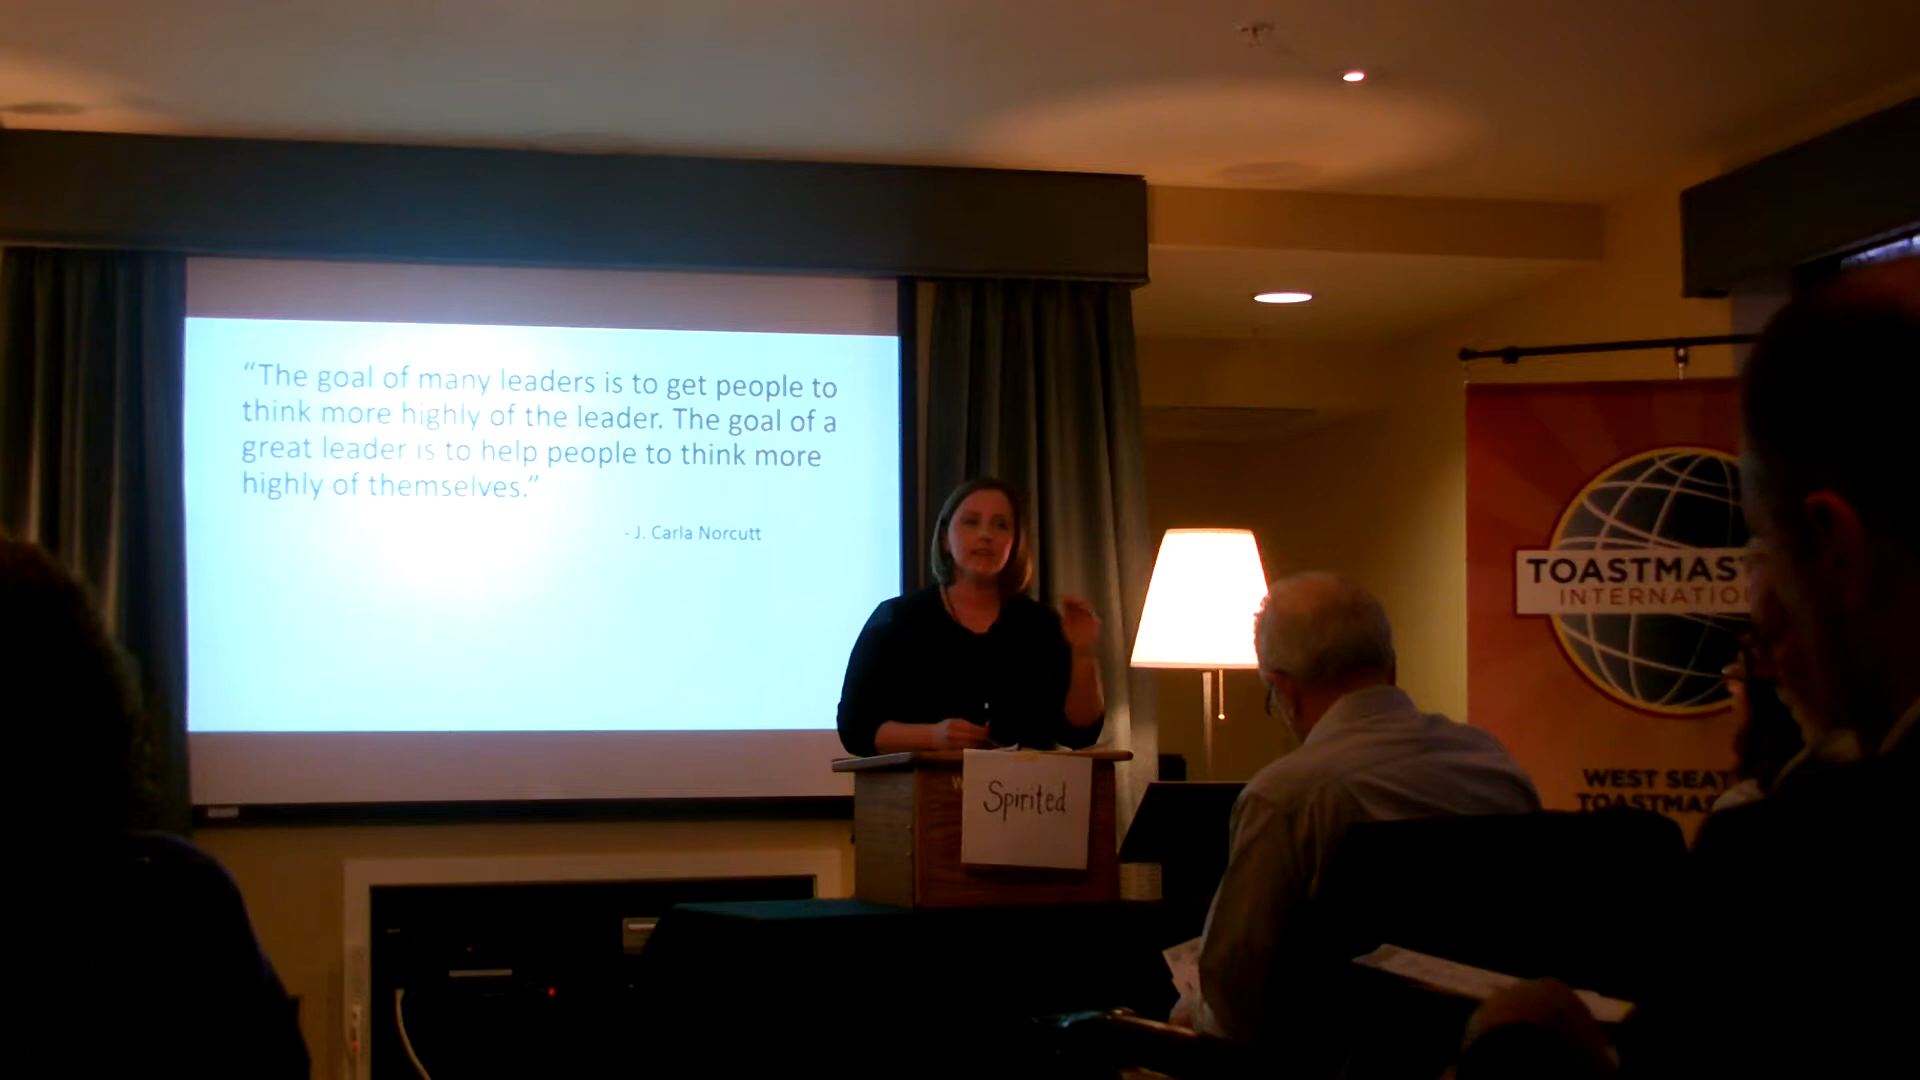 “The goal of many leaders is to get people to
think more highly of the leader. The goal of a
great leader is to help people to think more
highly of themselves.”
- J. Carla Norcutt
Spirited
TOASTMAS
INTERNATIO
WEST SEAT
TOASTMAS